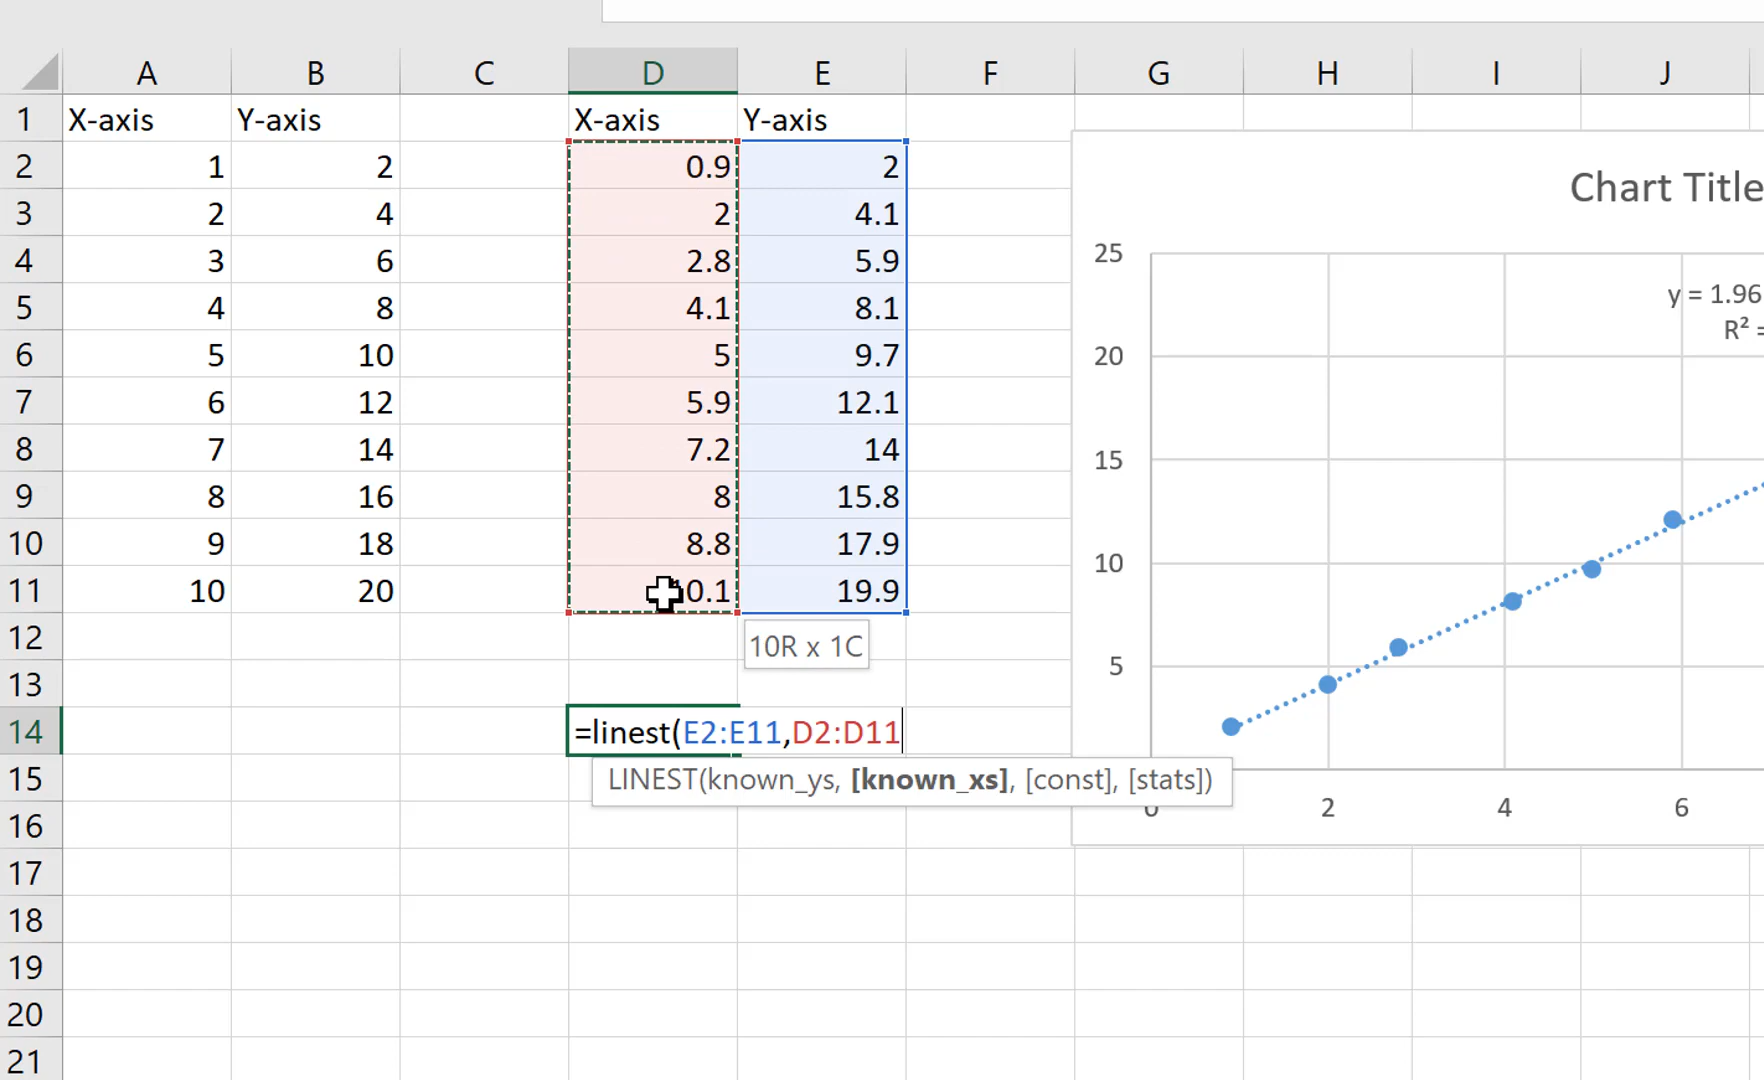 A B C D E F G H I J
1 X-axis Y-axis X-axis Y-axis
2 1 2 0.9 2
3 2 4 2 4.1
4 3 6 2.8 5.9
5 4 8 4.1 8.1
6 5 10 5 9.7
7 6 12 5.9 12.1
8 7 14 7.2 14
9 8 16 8 15.8
10 9 18 8.8 17.9
11 10 20 0.1 19.9
12
10R x 1C
13
14 =linest(E2:E11,D2:D11
15 LINEST(known_ys, [known_xs], [const], [stats])
16
17
18
19
20
21
Chart Title
25
y = 1.96
R² =
20
15
10
5
0 2 4 6